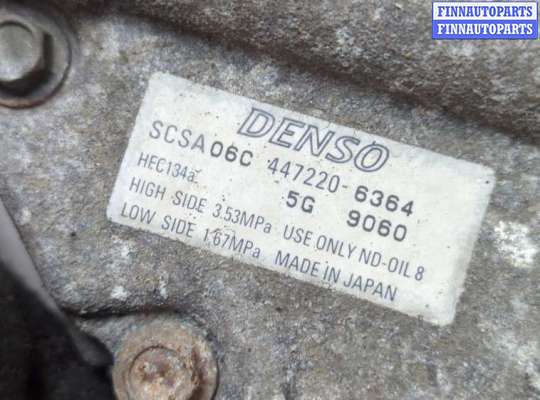 FINNAUTOPARTS
FINNAUTOPARTS
DENSO
SCSA06C 447220-6364
HFC134a 5G 9060
HIGH SIDE 3.53MPa USE ONLY ND-OIL 8
LOW SIDE 1.67MPa MADE IN JAPAN